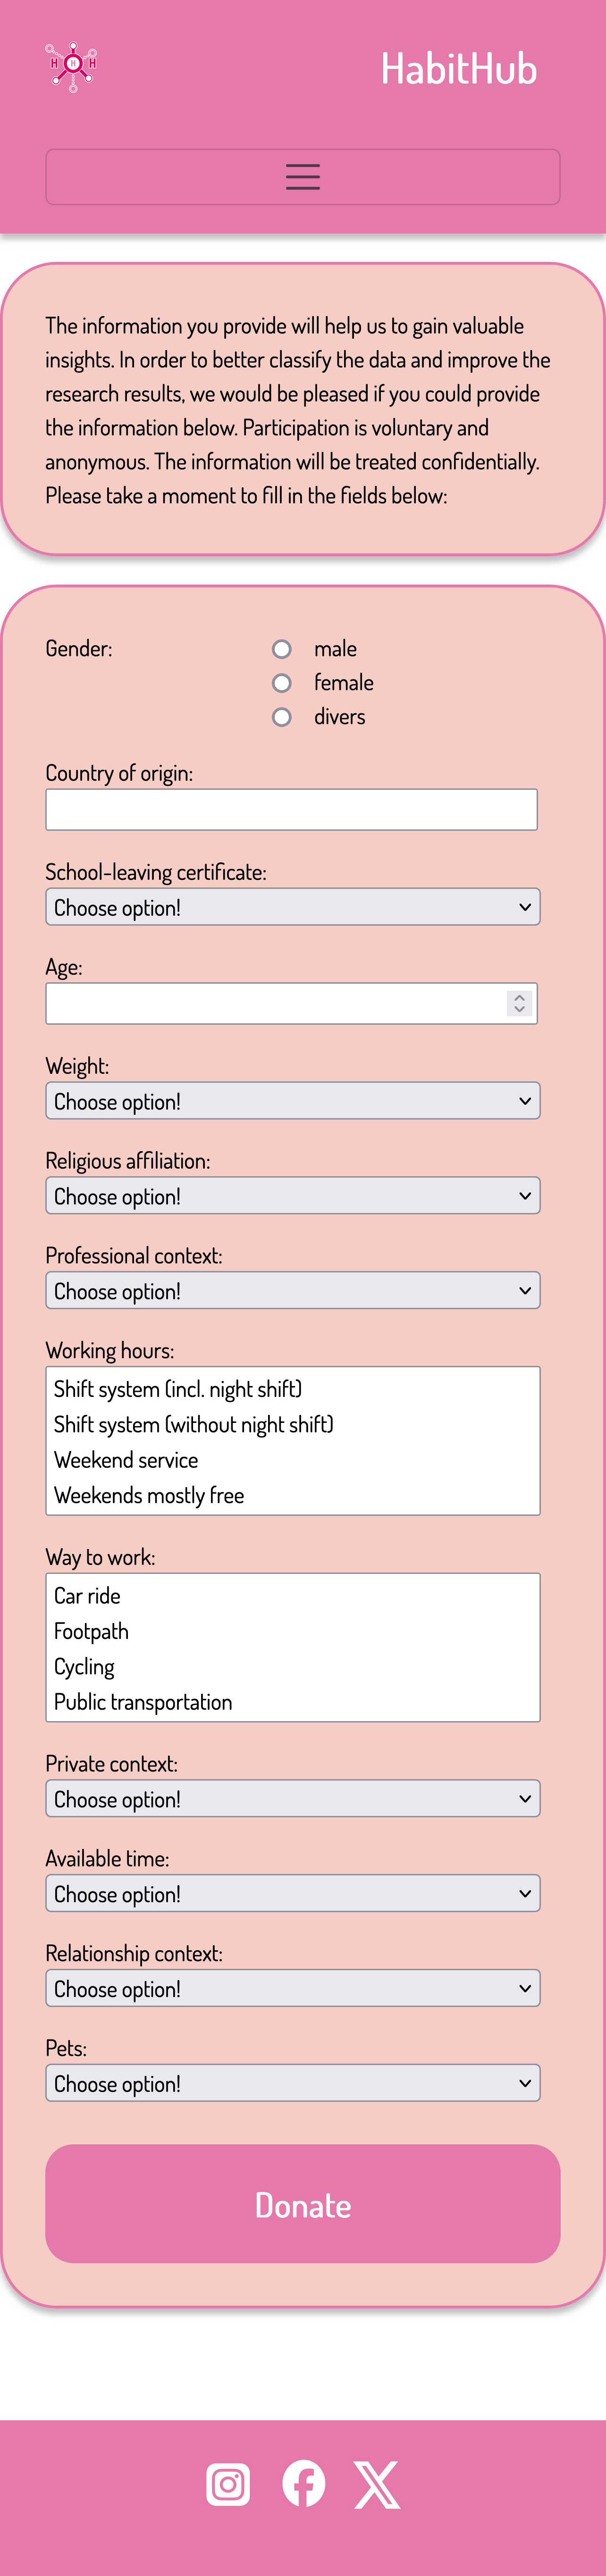 H H H
HabitHub
The information you provide will help us to gain valuable
insights. In order to better classify the data and improve the
research results, we would be pleased if you could provide
the information below. Participation is voluntary and
anonymous. The information will be treated confidentially.
Please take a moment to fill in the fields below:
Gender:
male
female
divers
Country of origin:
School-leaving certificate:
Choose option!
Age:
Weight:
Choose option!
Religious affiliation:
Choose option!
Professional context:
Choose option!
Working hours:
Shift system (incl. night shift)
Shift system (without night shift)
Weekend service
Weekends mostly free
Way to work:
Car ride
Footpath
Cycling
Public transportation
Private context:
Choose option!
Available time:
Choose option!
Relationship context:
Choose option!
Pets:
Choose option!
Donate